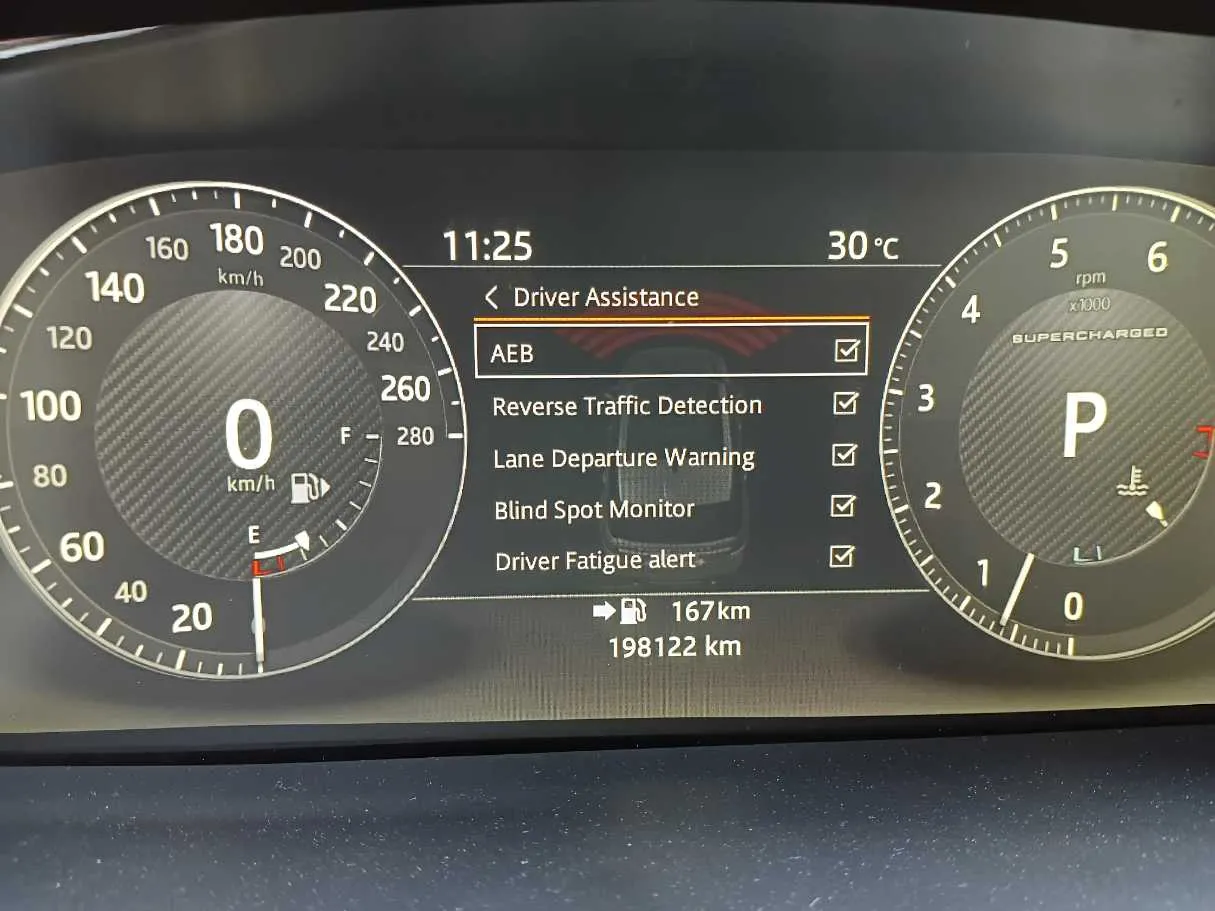 11:25
30 °C
Driver Assistance
AEB
Reverse Traffic Detection
Lane Departure Warning
Blind Spot Monitor
Driver Fatigue alert
167km
198122 km
20
40
60
80
100
120
140
160
180
200
220
240
260
280
km/h
0
km/h
F
E
0
1
2
3
4
5
6
rpm
x1000
SUPERCHARGED
P